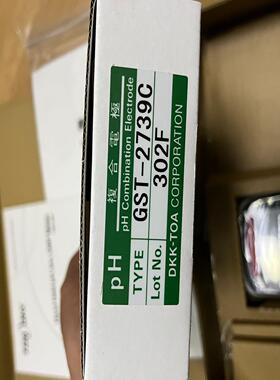 pH
複合電極
pH Combination Electrode
TYPE GST-2739C
Lot No. 302F
DKK-TOA CORPORATION